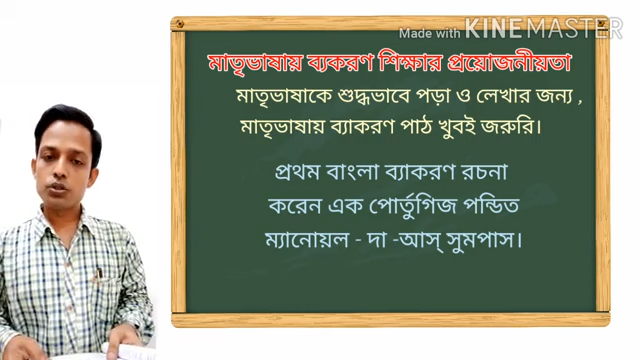 Made with KINEMASTER
মাতৃভাষায় ব্যকরণ শিক্ষার প্রয়োজনীয়তা
মাতৃভাষাকে শুদ্ধভাবে পড়া ও লেখার জন্য ,
মাতৃভাষায় ব্যাকরণ পাঠ খুবই জরুরি।
প্রথম বাংলা ব্যাকরণ রচনা
করেন এক পোর্তুগিজ পন্ডিত
ম্যানোয়ল - দা -আস্ সুমপাস।